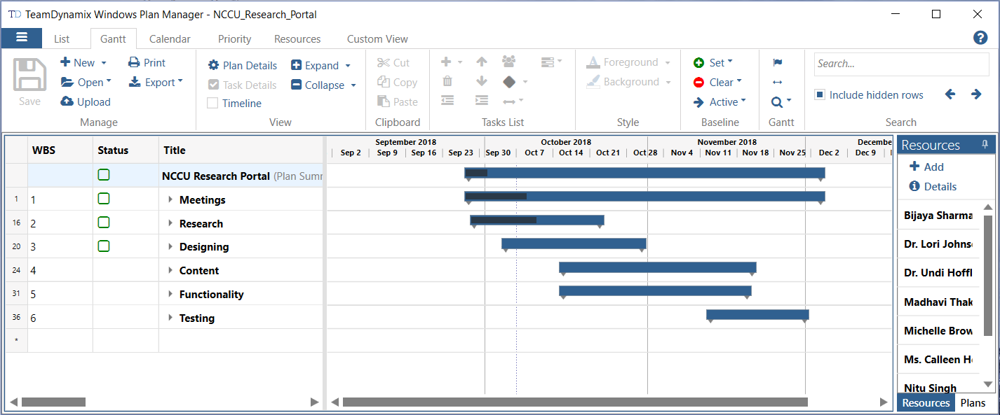 TD TeamDynamix Windows Plan Manager - NCCU_Research_Portal
List Gantt Calendar Priority Resources Custom View ?
Save
New
Open
Upload
Print
Export
Manage
Plan Details
Task Details
Timeline
Expand
Collapse
View
Cut
Copy
Paste
Clipboard
Tasks List
Foreground
Background
Style
Set
Clear
Active
Baseline
Gantt
Search...
Include hidden rows
Search
WBS Status Title
NCCU Research Portal (Plan Summ
1 1 Meetings
16 2 Research
20 3 Designing
24 4 Content
31 5 Functionality
36 6 Testing
*
September 2018 October 2018 November 2018 Decembe
Sep 2 Sep 9 Sep 16 Sep 23 Sep 30 Oct 7 Oct 14 Oct 21 Oct 28 Nov 4 Nov 11 Nov 18 Nov 25 Dec 2 Dec 9
Resources
Add
Details
Bijaya Sharma
Dr. Lori Johns
Dr. Undi Hoffl
Madhavi Thak
Michelle Brow
Ms. Calleen H
Nitu Singh
Resources Plans